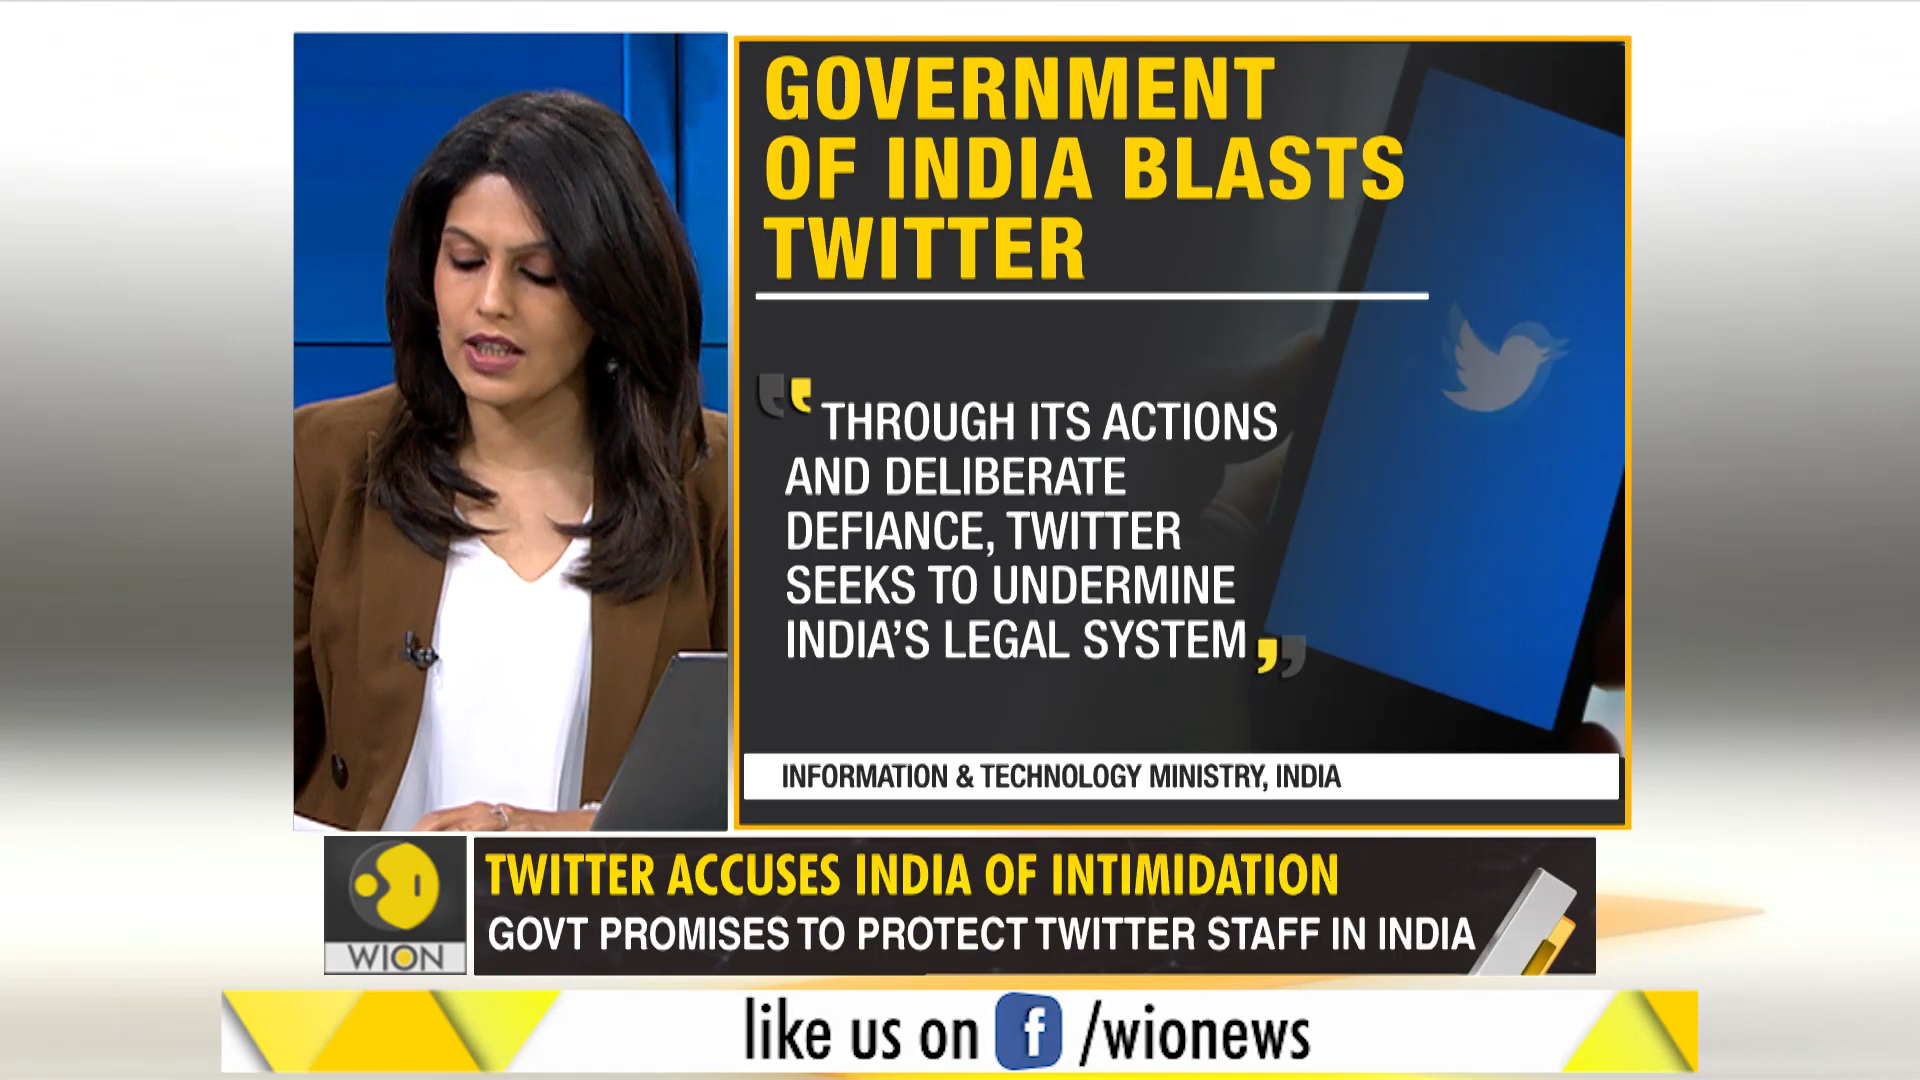 GOVERNMENT
OF INDIA BLASTS
TWITTER
THROUGH ITS ACTIONS
AND DELIBERATE
DEFIANCE, TWITTER
SEEKS TO UNDERMINE
INDIA’S LEGAL SYSTEM
INFORMATION & TECHNOLOGY MINISTRY, INDIA
TWITTER ACCUSES INDIA OF INTIMIDATION
GOVT PROMISES TO PROTECT TWITTER STAFF IN INDIA
WION
like us on f /wionews